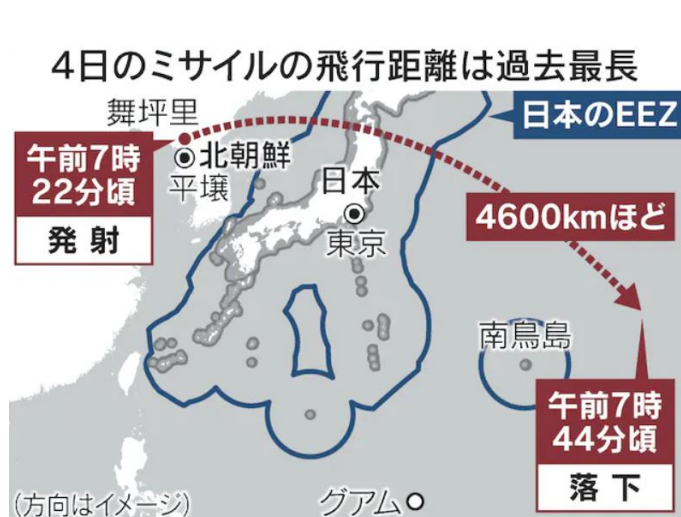 4日のミサイルの飛行距離は過去最長
舞坪里
日本のEEZ
午前7時
22分頃
発射
北朝鮮
平壌
日本
東京
4600kmほど
南鳥島
午前7時
44分頃
落下
(方向はイメージ)
グアム